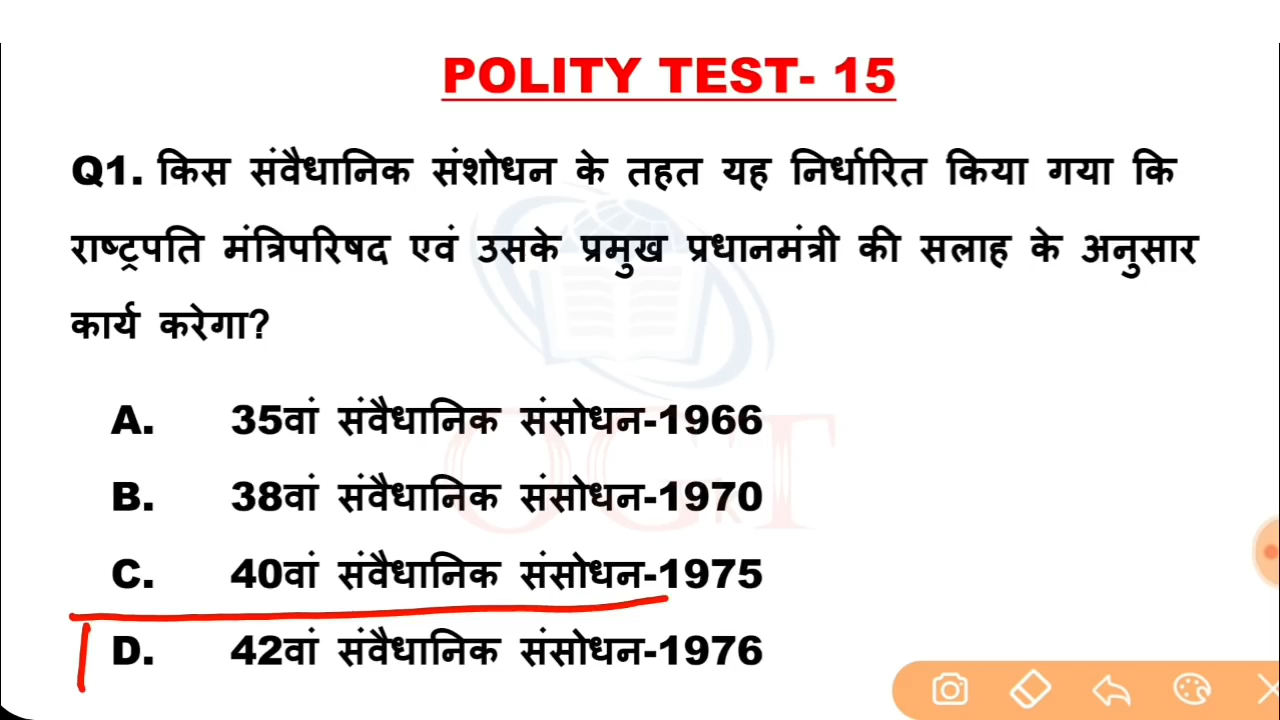 POLITY TEST- 15
Q1. किस संवैधानिक संशोधन के तहत यह निर्धारित किया गया कि
राष्ट्रपति मंत्रिपरिषद एवं उसके प्रमुख प्रधानमंत्री की सलाह के अनुसार
कार्य करेगा?
A. 35वां संवैधानिक संसोधन-1966
B. 38वां संवैधानिक संसोधन-1970
C. 40वां संवैधानिक संसोधन-1975
D. 42वां संवैधानिक संसोधन-1976